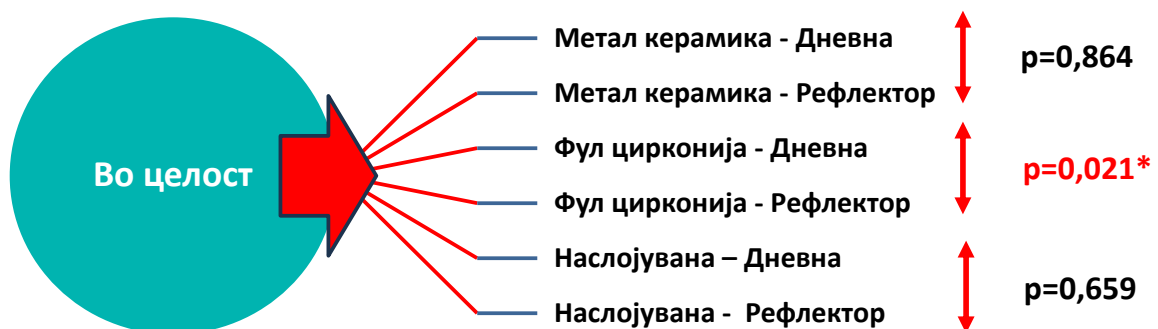 Во целост
Метал керамика - Дневна
Метал керамика - Рефлектор
p=0,864
Фул цирконија - Дневна
Фул цирконија - Рефлектор
p=0,021*
Наслојувана – Дневна
Наслојувана - Рефлектор
p=0,659